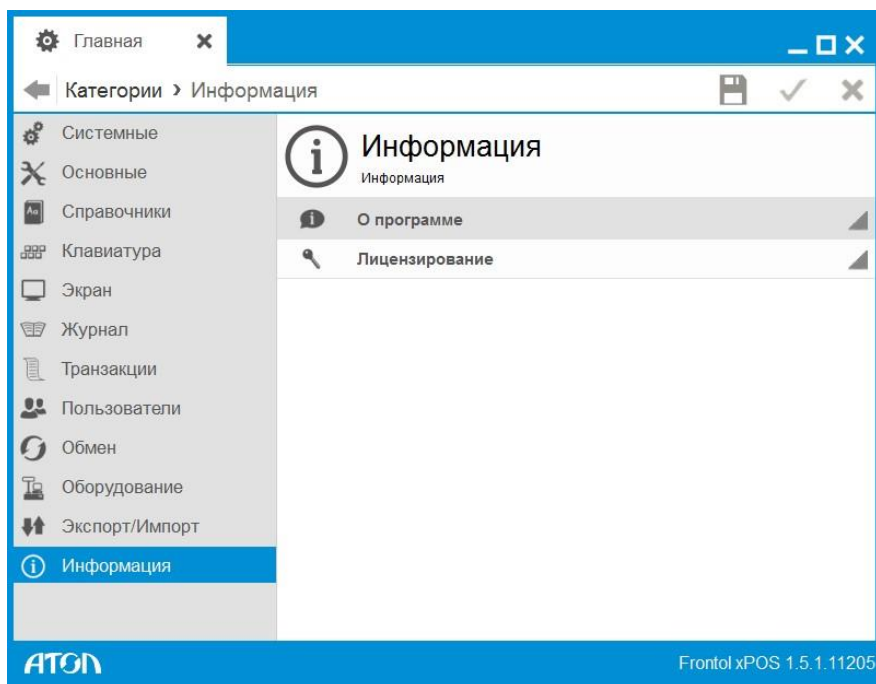 Главная
Категории › Информация
Системные
Основные
Справочники
Клавиатура
Экран
Журнал
Транзакции
Пользователи
Обмен
Оборудование
Экспорт/Импорт
Информация
Информация
Информация
О программе
Лицензирование
ATOL
Frontol xPOS 1.5.1.11205